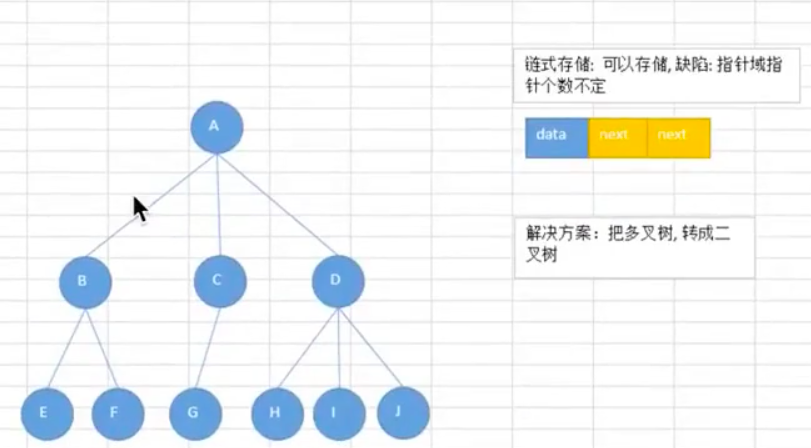 链式存储: 可以存储, 缺陷: 指针域指
针个数不定
A
data next next
解决方案：把多叉树, 转成二
叉树
B C D
E F G H I J